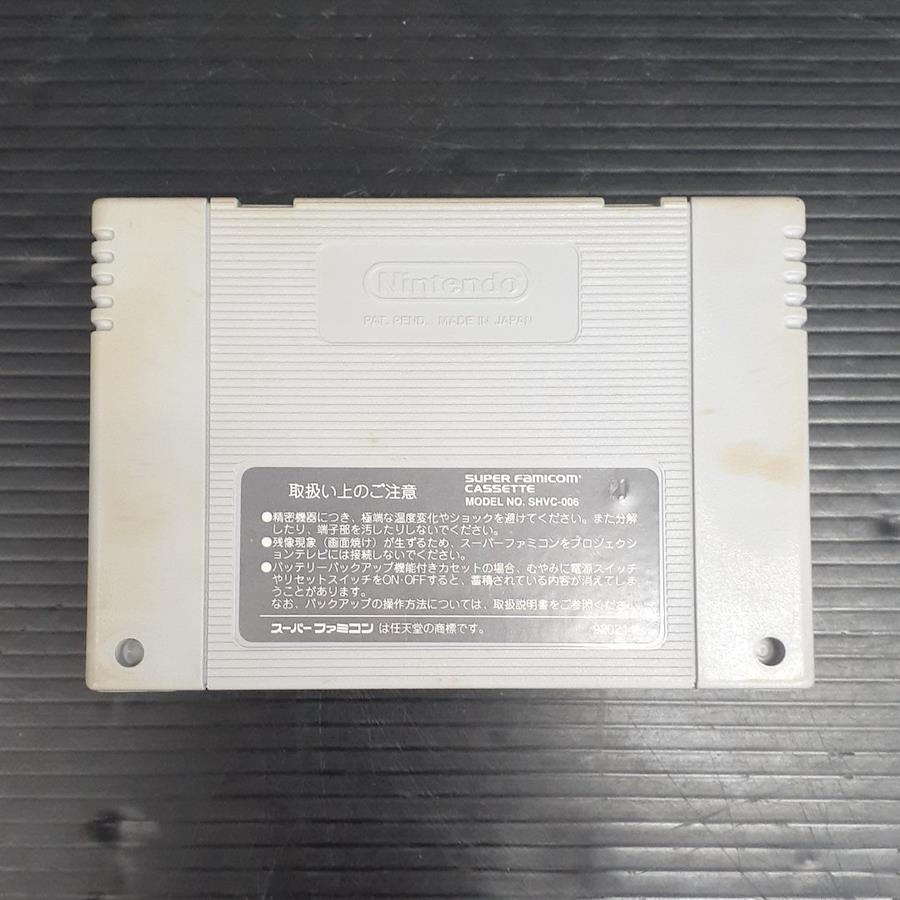 Nintendo
PAT. PEND. MADE IN JAPAN
取扱い上のご注意
SUPER FAMICOM
CASSETTE
MODEL NO. SHVC-006
●精密機器につき、極端な温度変化やショックを避けてください。また分解
したり、端子部を汚したりしないでください。
●残像現象（画面焼け）が生ずるため、スーパーファミコンをプロジェクシ
ョンテレビには接続しないでください。
●バッテリーバックアップ機能付きカセットの場合、むやみに電源スイッチ
やリセットスイッチをON・OFFすると、蓄積されている内容が消えてしま
うことがあります。
なお、バックアップの操作方法については、取扱説明書をご参照ください
スーパーファミコン は任天堂の商標です。